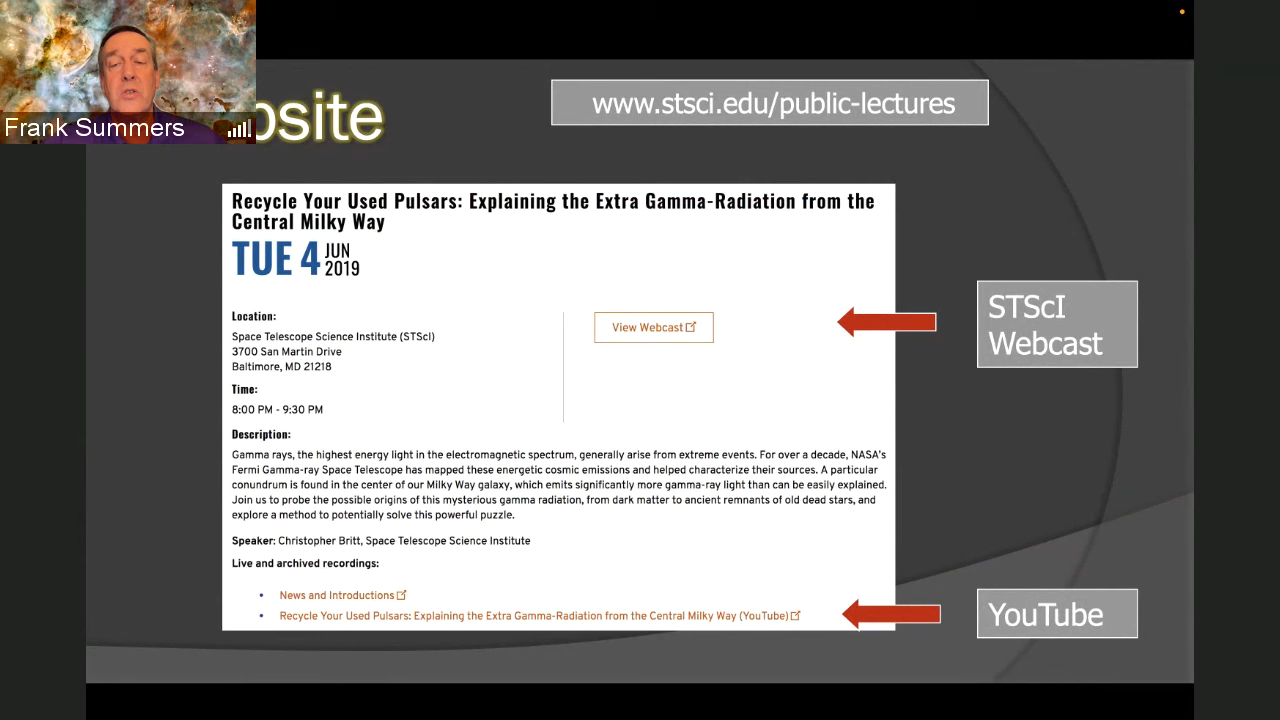 Frank Summers
osite
www.stsci.edu/public-lectures
Recycle Your Used Pulsars: Explaining the Extra Gamma-Radiation from the
Central Milky Way
TUE 4 JUN 2019
Location:
Space Telescope Science Institute (STScI)
3700 San Martin Drive
Baltimore, MD 21218
View Webcast
STScI
Webcast
Time:
8:00 PM - 9:30 PM
Description:
Gamma rays, the highest energy light in the electromagnetic spectrum, generally arise from extreme events. For over a decade, NASA's
Fermi Gamma-ray Space Telescope has mapped these energetic cosmic emissions and helped characterize their sources. A particular
conundrum is found in the center of our Milky Way galaxy, which emits significantly more gamma-ray light than can be easily explained.
Join us to probe the possible origins of this mysterious gamma radiation, from dark matter to ancient remnants of old dead stars, and
explore a method to potentially solve this powerful puzzle.
Speaker: Christopher Britt, Space Telescope Science Institute
Live and archived recordings:
• News and Introductions
• Recycle Your Used Pulsars: Explaining the Extra Gamma-Radiation from the Central Milky Way (YouTube)
YouTube